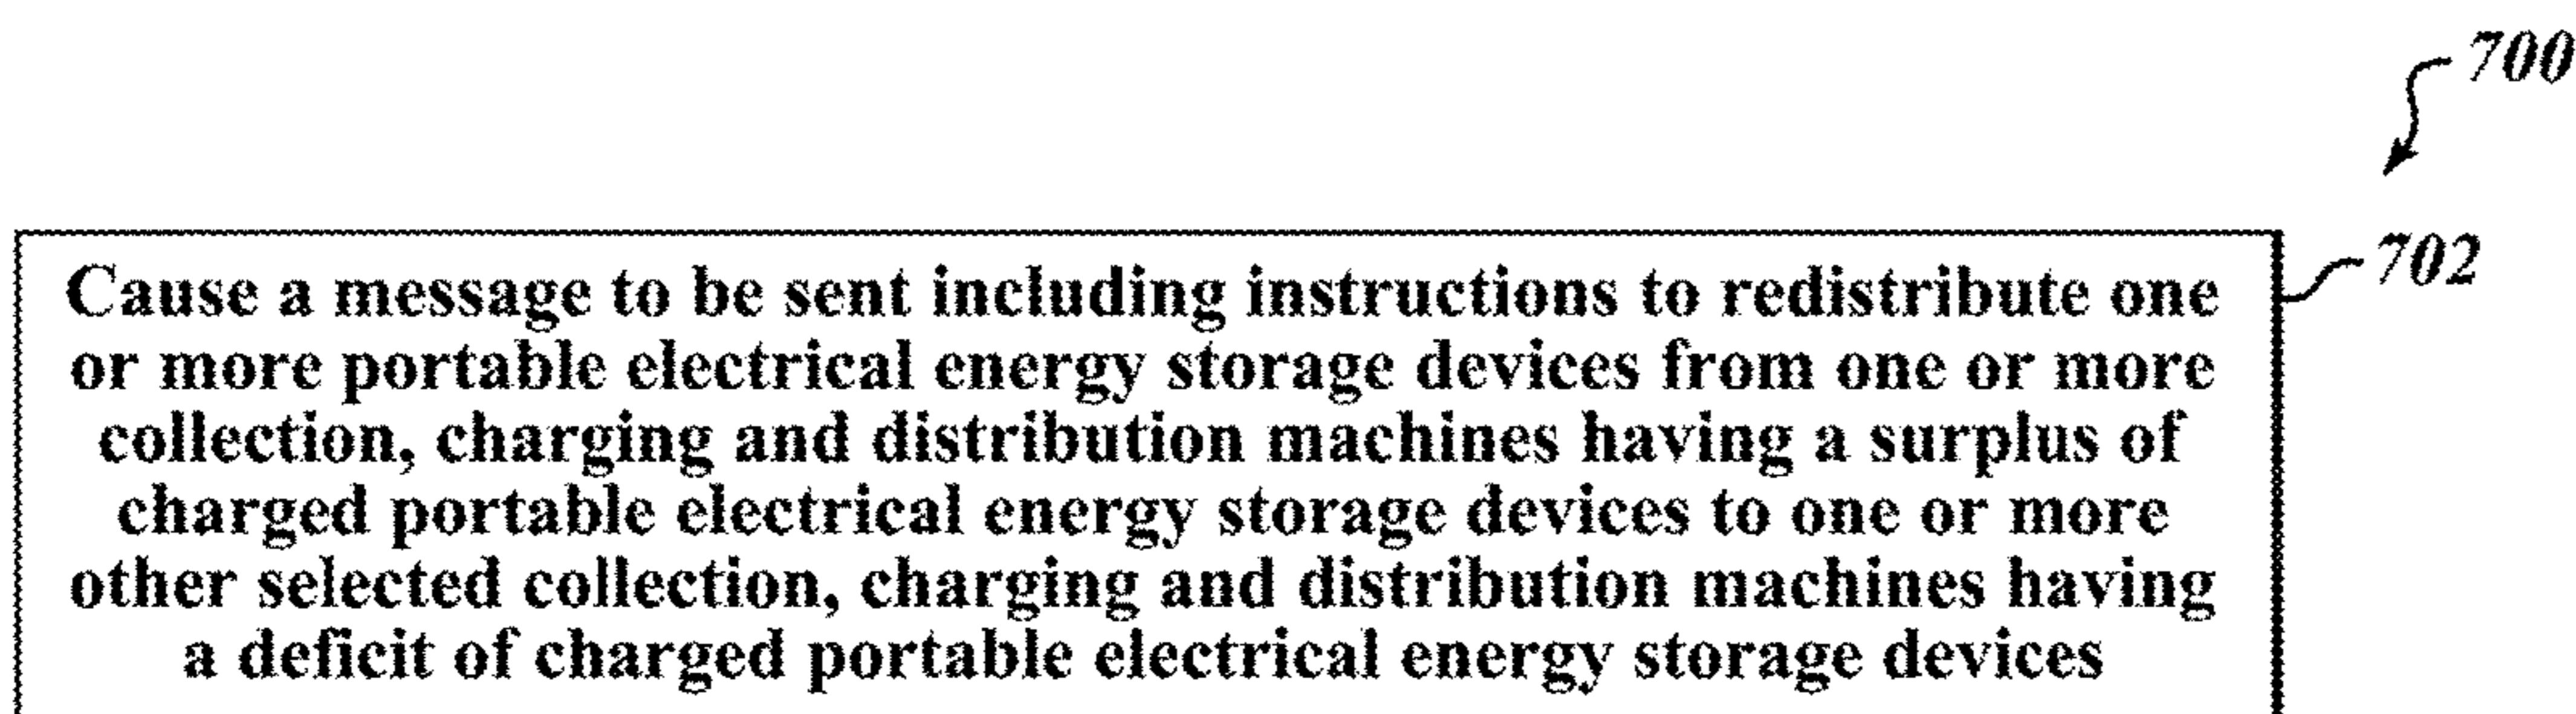 700
702
Cause a message to be sent including instructions to redistribute one
or more portable electrical energy storage devices from one or more
collection, charging and distribution machines having a surplus of
charged portable electrical energy storage devices to one or more
other selected collection, charging and distribution machines having
a deficit of charged portable electrical energy storage devices